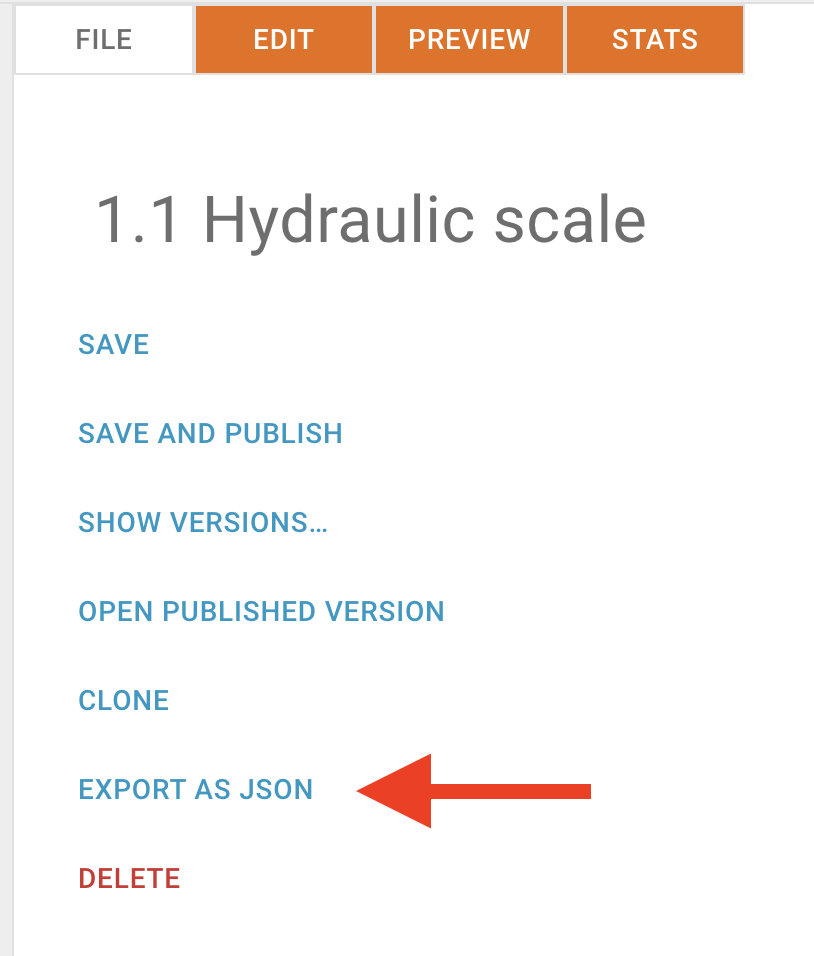 FILE EDIT PREVIEW STATS
1.1 Hydraulic scale
SAVE
SAVE AND PUBLISH
SHOW VERSIONS...
OPEN PUBLISHED VERSION
CLONE
EXPORT AS JSON
DELETE